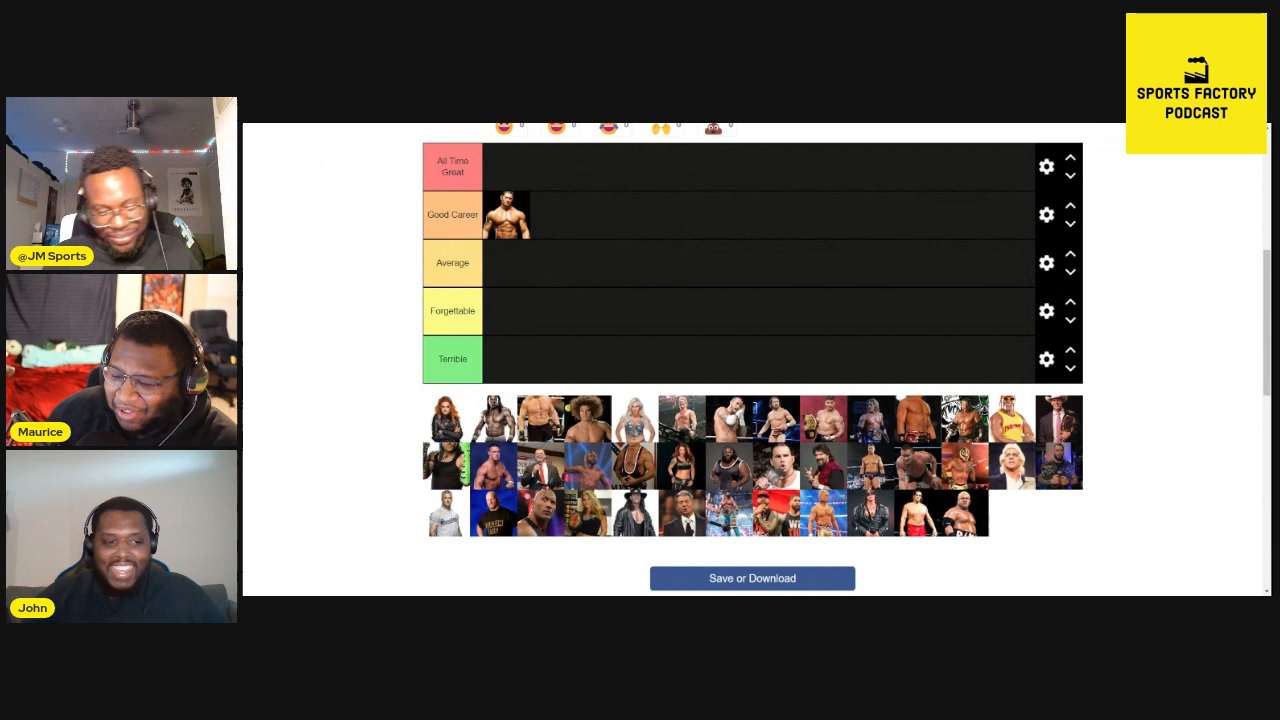 SPORTS FACTORY
PODCAST
@JM Sports
Maurice
John
All Time
Great
Good Career
Average
Forgettable
Terrible
Save or Download